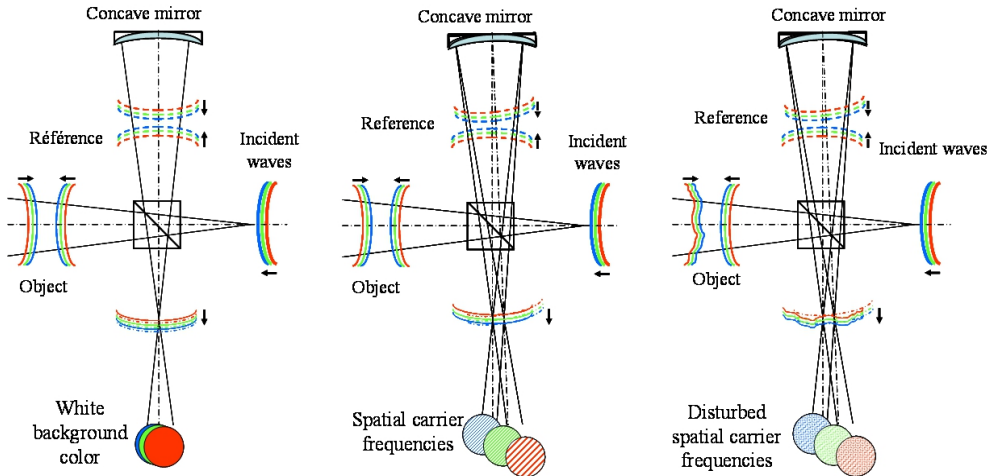 Concave mirror
Référénce
Incident
waves
Object
White
background
color
Concave mirror
Reference
Incident
waves
Object
Spatial carrier
frequencies
Concave mirror
Reference
Incident waves
Object
Disturbed
spatial carrier
frequencies